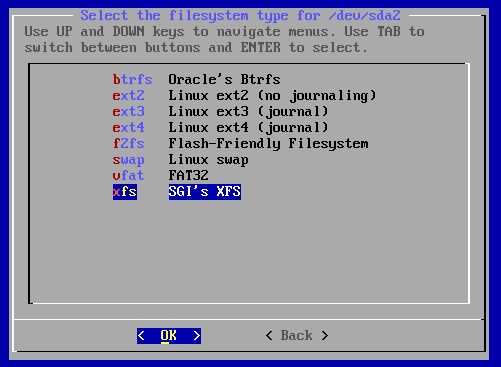 Select the filesystem type for /dev/sda2
Use UP and DOWN keys to navigate menus. Use TAB to
switch between buttons and ENTER to select.
btrfs Oracle's Btrfs
ext2 Linux ext2 (no journaling)
ext3 Linux ext3 (journal)
ext4 Linux ext4 (journal)
f2fs Flash-Friendly Filesystem
swap Linux swap
vfat FAT32
xfs SGI's XFS
< OK > < Back >